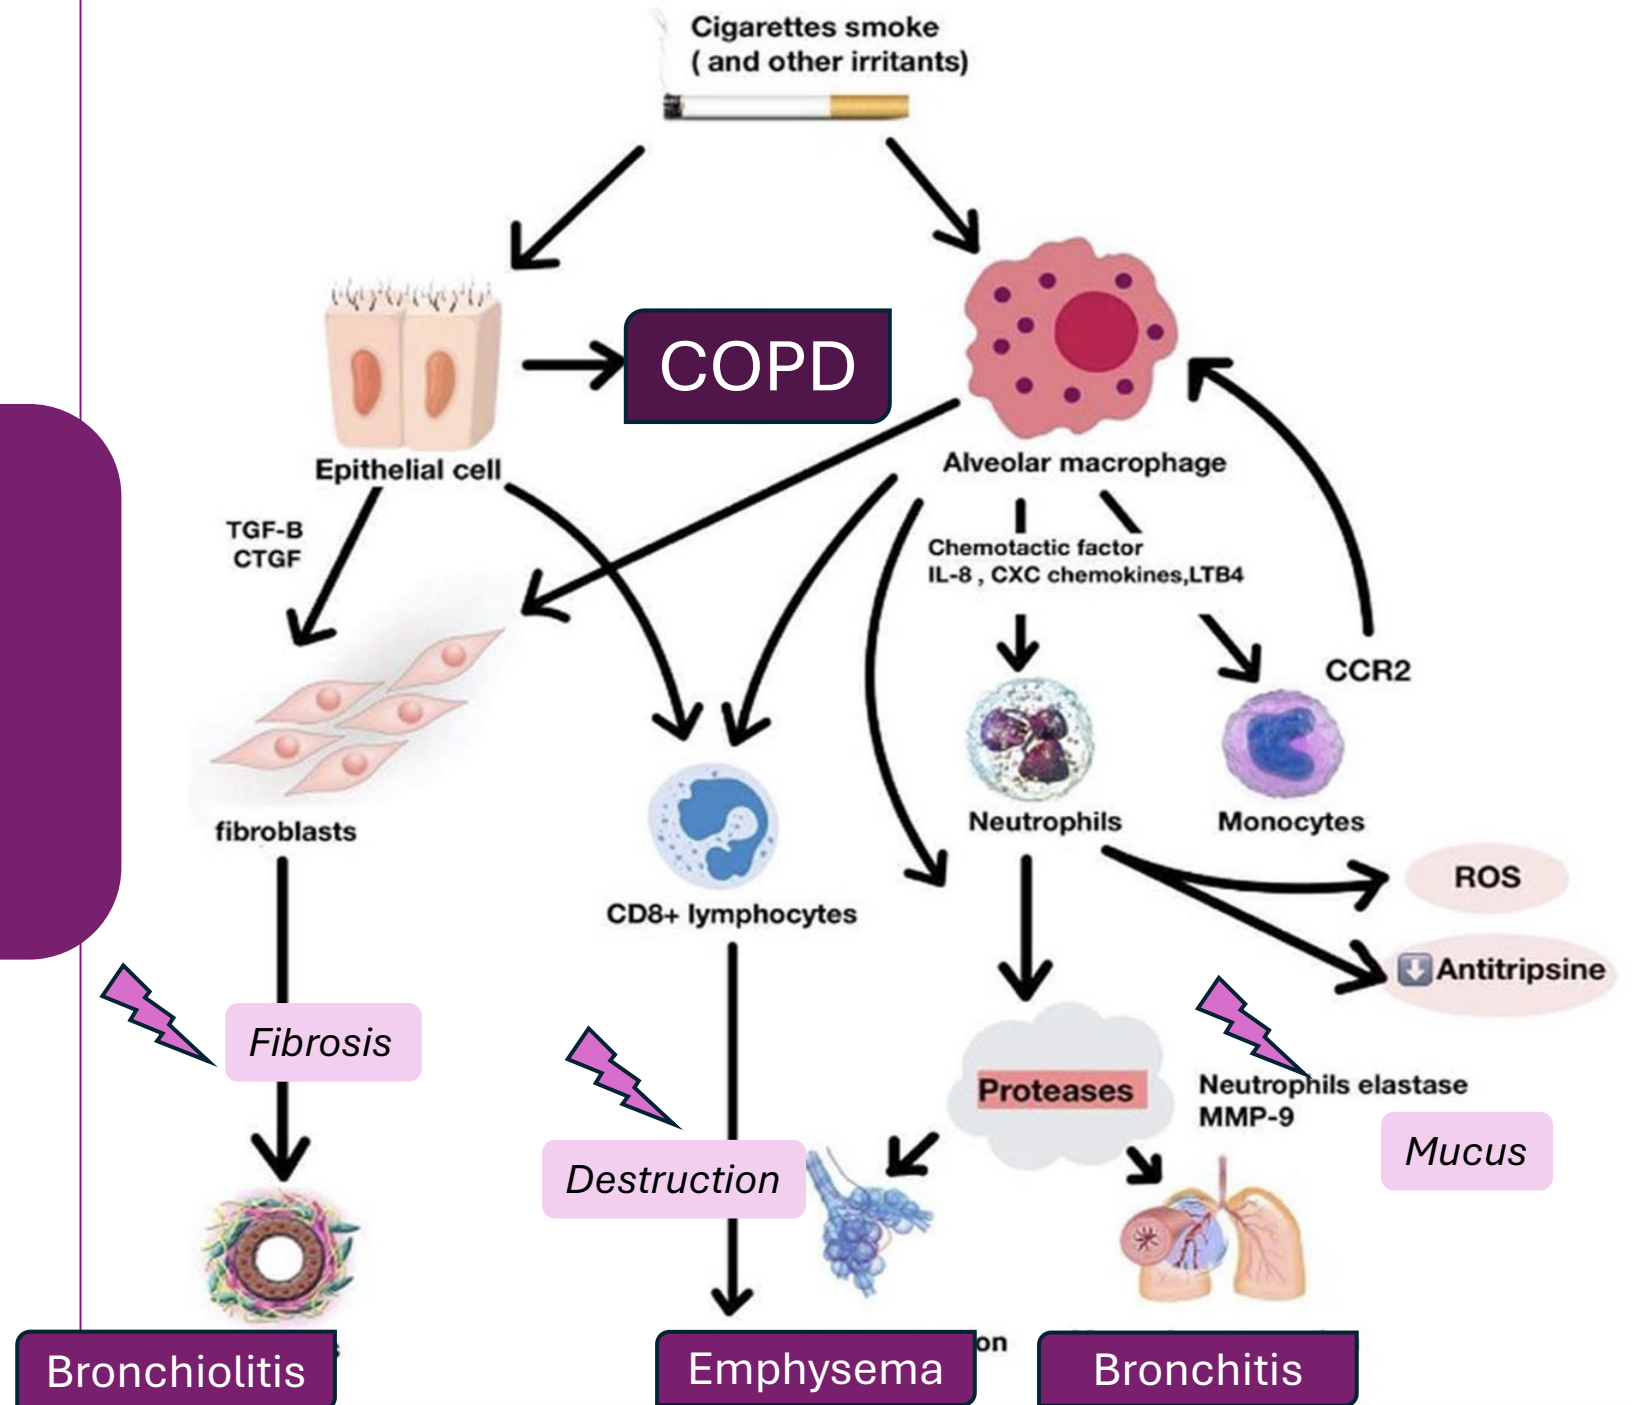 Cigarettes smoke
( and other irritants)
COPD
Epithelial cell
Alveolar macrophage
TGF-B
CTGF
Chemotactic factor
IL-8 , CXC chemokines,LTB4
CCR2
fibroblasts
Neutrophils
Monocytes
CD8+ lymphocytes
ROS
Antitripsine
Fibrosis
Proteases
Neutrophils elastase
MMP-9
Mucus
Destruction
s
on
Bronchiolitis
Emphysema
Bronchitis